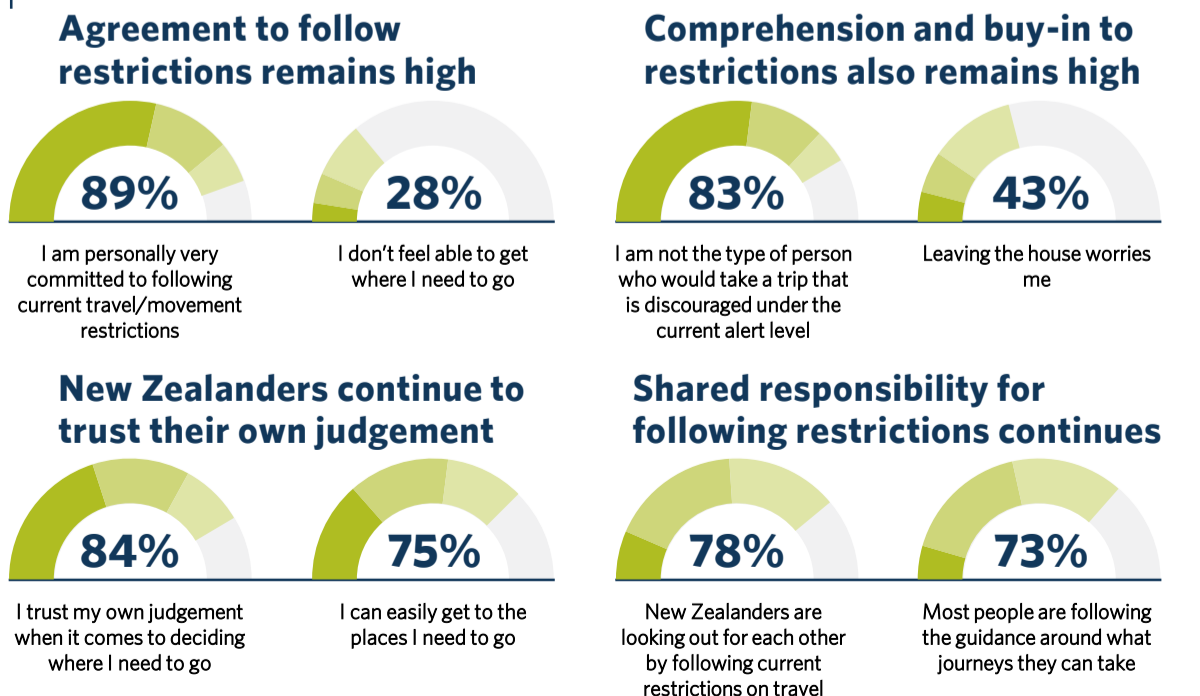 Agreement to follow
restrictions remains high
89%
I am personally very
committed to following
current travel/movement
restrictions
28%
I don’t feel able to get
where I need to go
Comprehension and buy-in to
restrictions also remains high
83%
I am not the type of person
who would take a trip that
is discouraged under the
current alert level
43%
Leaving the house worries
me
New Zealanders continue to
trust their own judgement
84%
I trust my own judgement
when it comes to deciding
where I need to go
75%
I can easily get to the
places I need to go
Shared responsibility for
following restrictions continues
78%
New Zealanders are
looking out for each other
by following current
restrictions on travel
73%
Most people are following
the guidance around what
journeys they can take